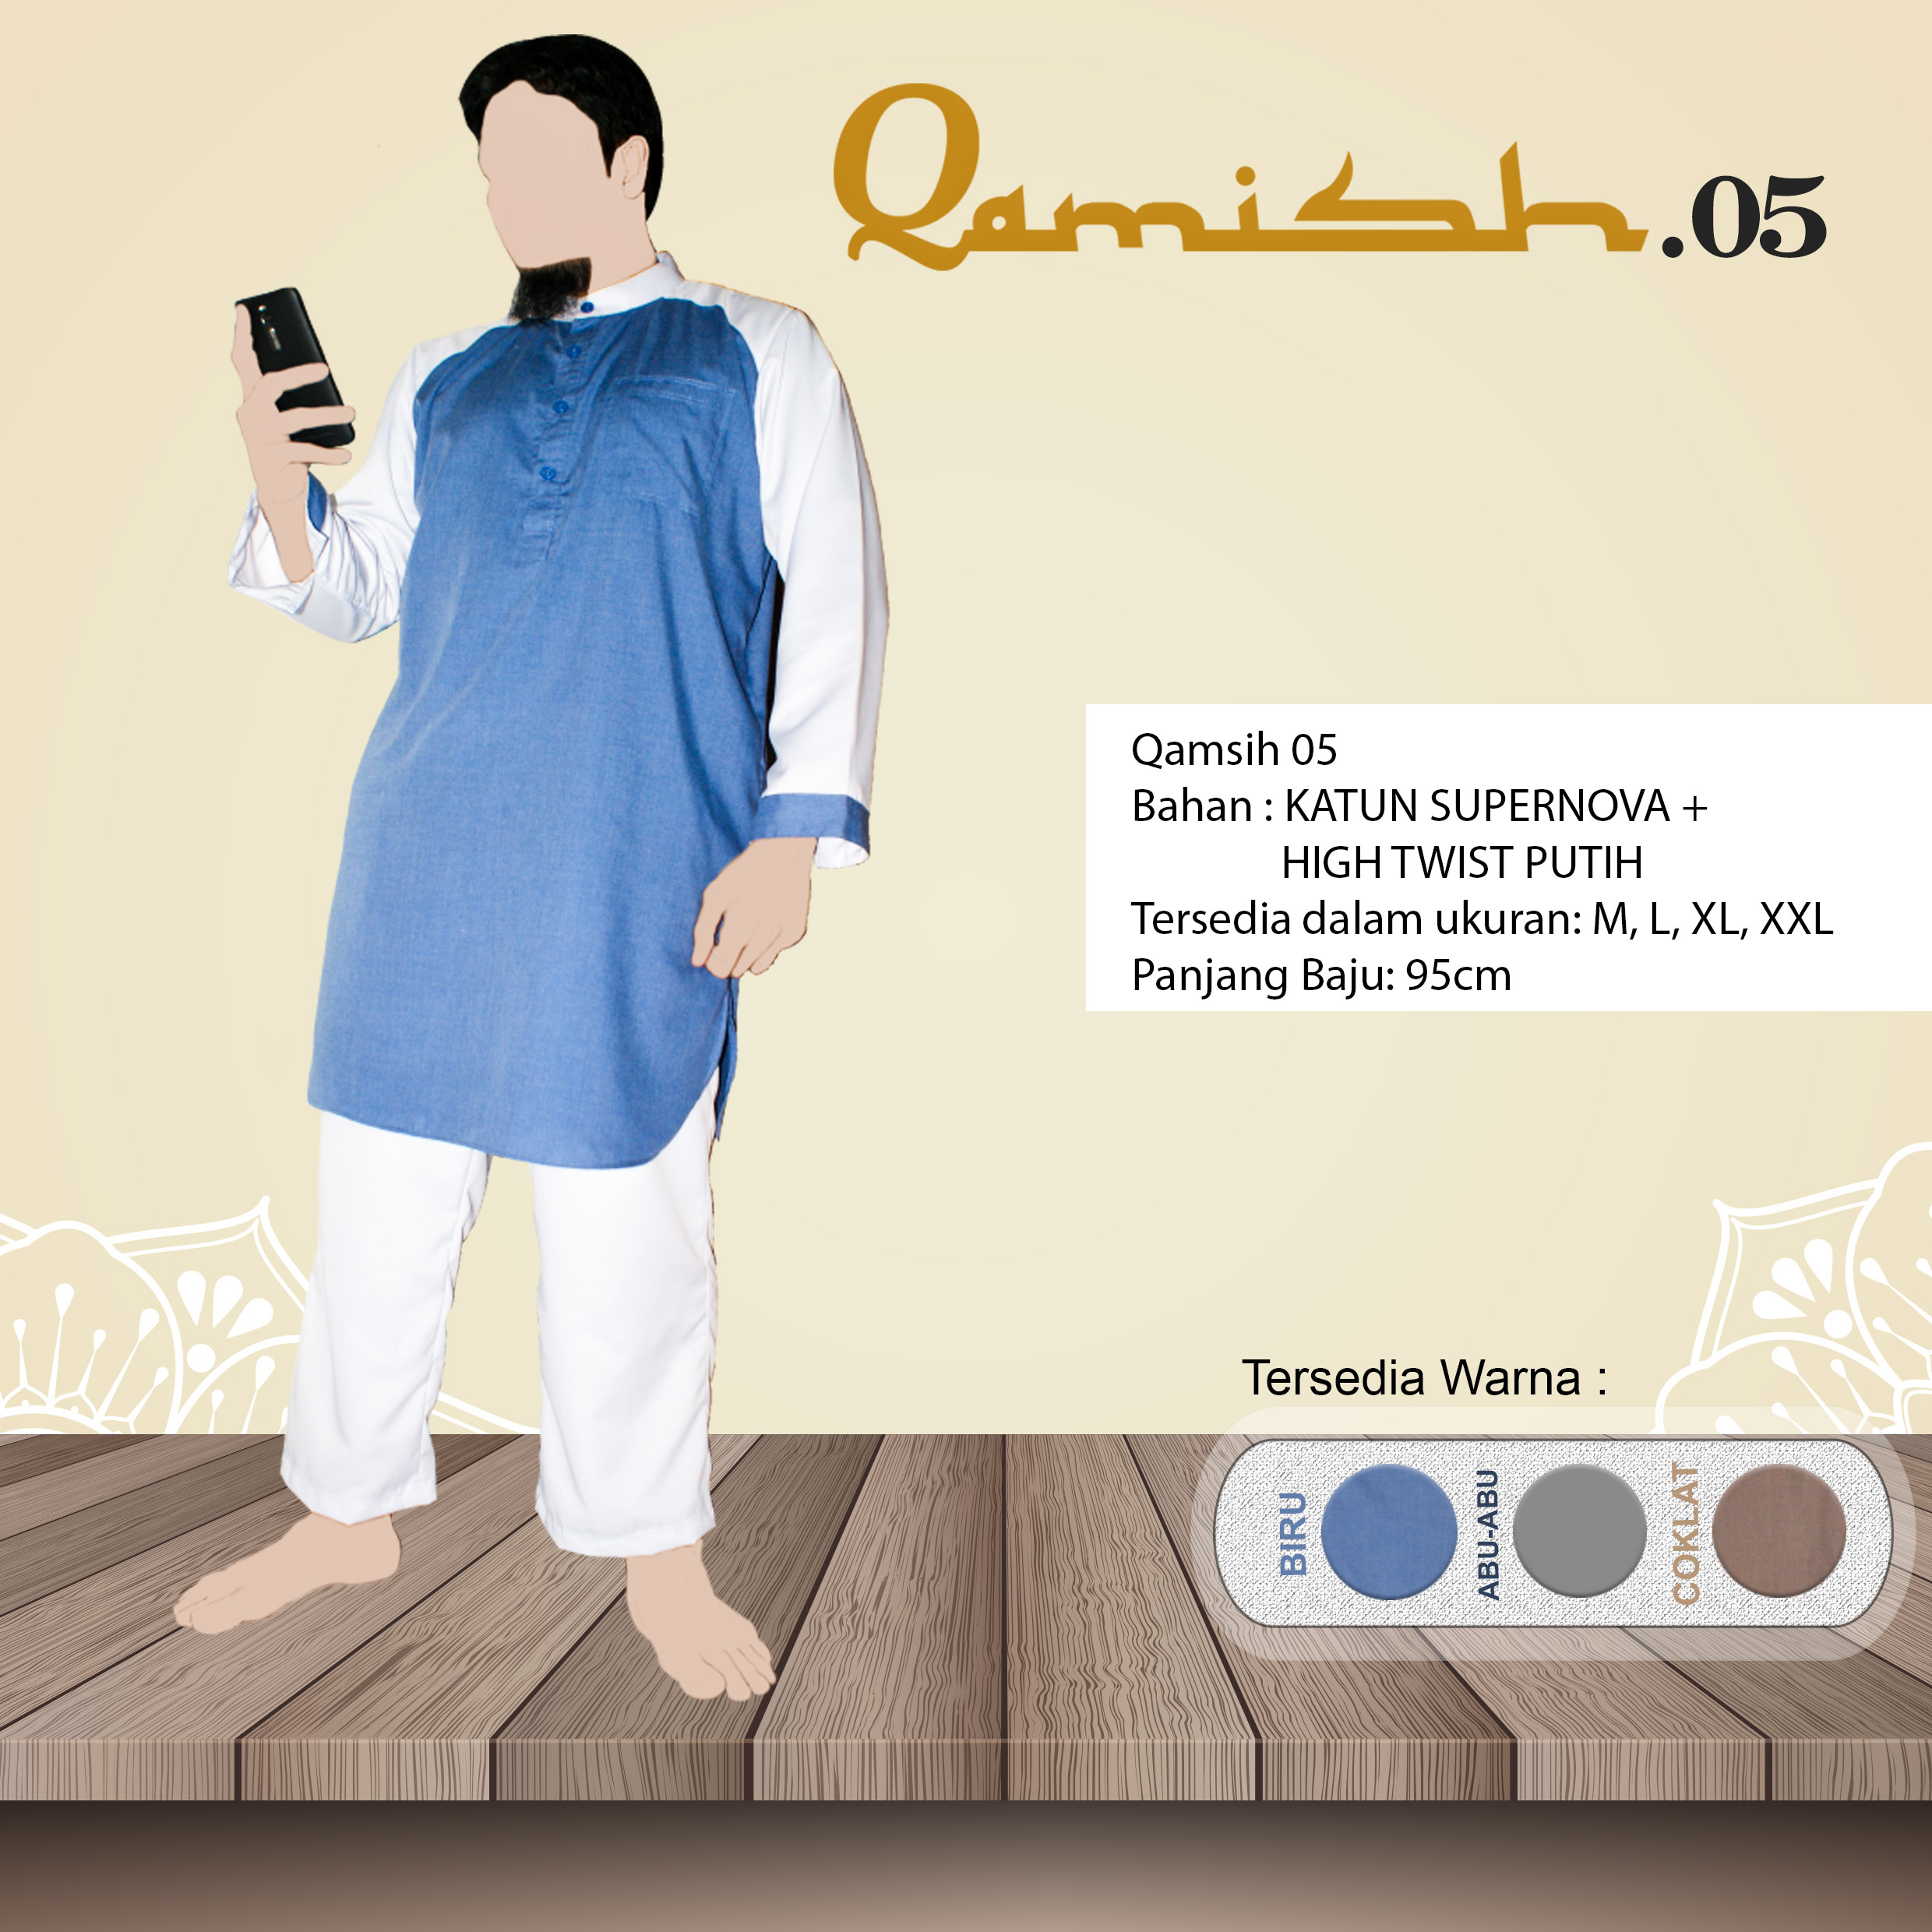 Qamish.05
Qamsih 05
Bahan : KATUN SUPERNOVA +
HIGH TWIST PUTIH
Tersedia dalam ukuran: M, L, XL, XXL
Panjang Baju: 95cm
Tersedia Warna :
BIRU
ABU-ABU
COKLAT